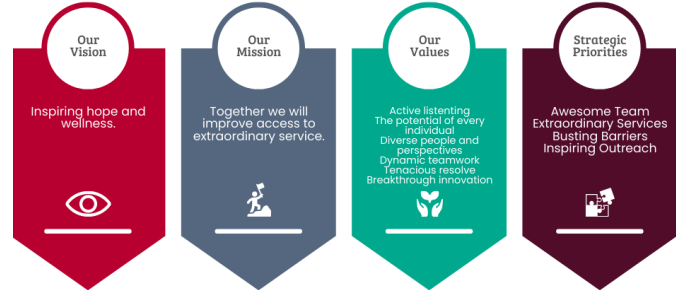 Our
Vision
Inspiring hope and
wellness.
Our
Mission
Together we will
improve access to
extraordinary service.
Our
Values
Active listening
The potential of every
individual
Diverse people and
perspectives
Dynamic teamwork
Tenacious resolve
Breakthrough innovation
Strategic
Priorities
Awesome Team
Extraordinary Services
Busting Barriers
Inspiring Outreach